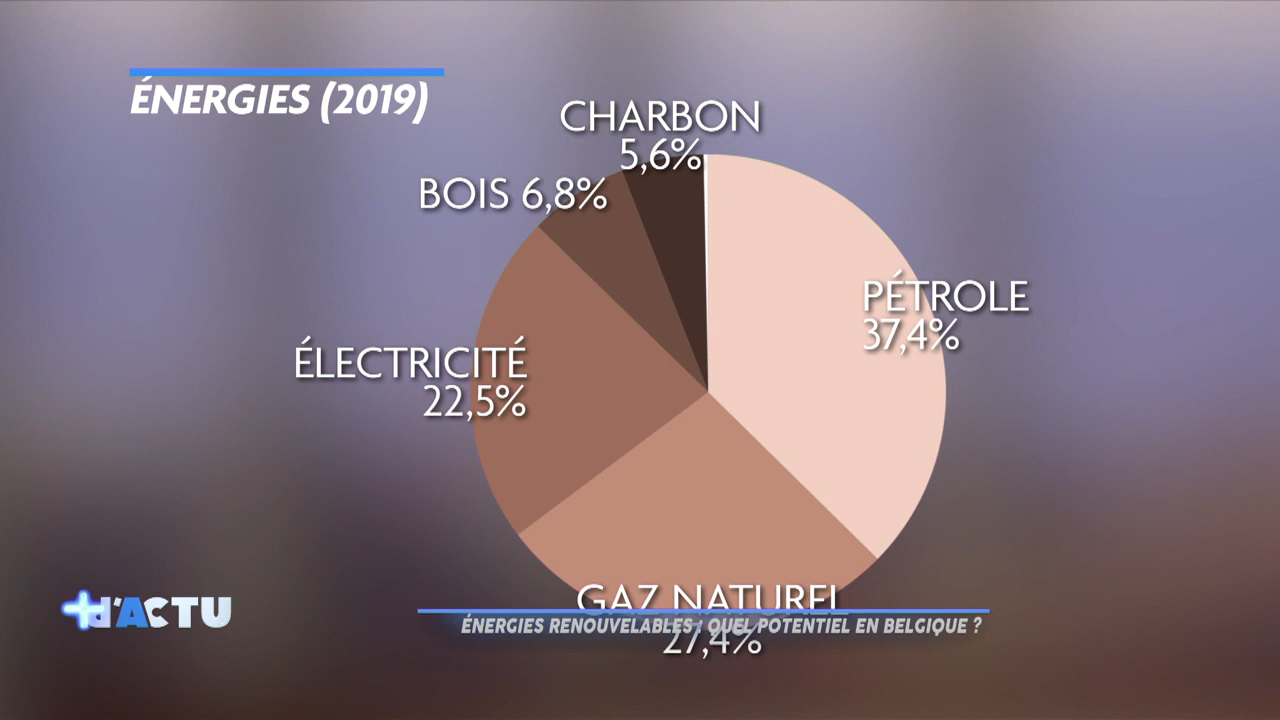 ÉNERGIES (2019)
CHARBON
5,6%
BOIS 6,8%
PÉTROLE
37,4%
ÉLECTRICITÉ
22,5%
GAZ NATUREL
27,4%
+d'ACTU
ÉNERGIES RENOUVELABLES : QUEL POTENTIEL EN BELGIQUE ?